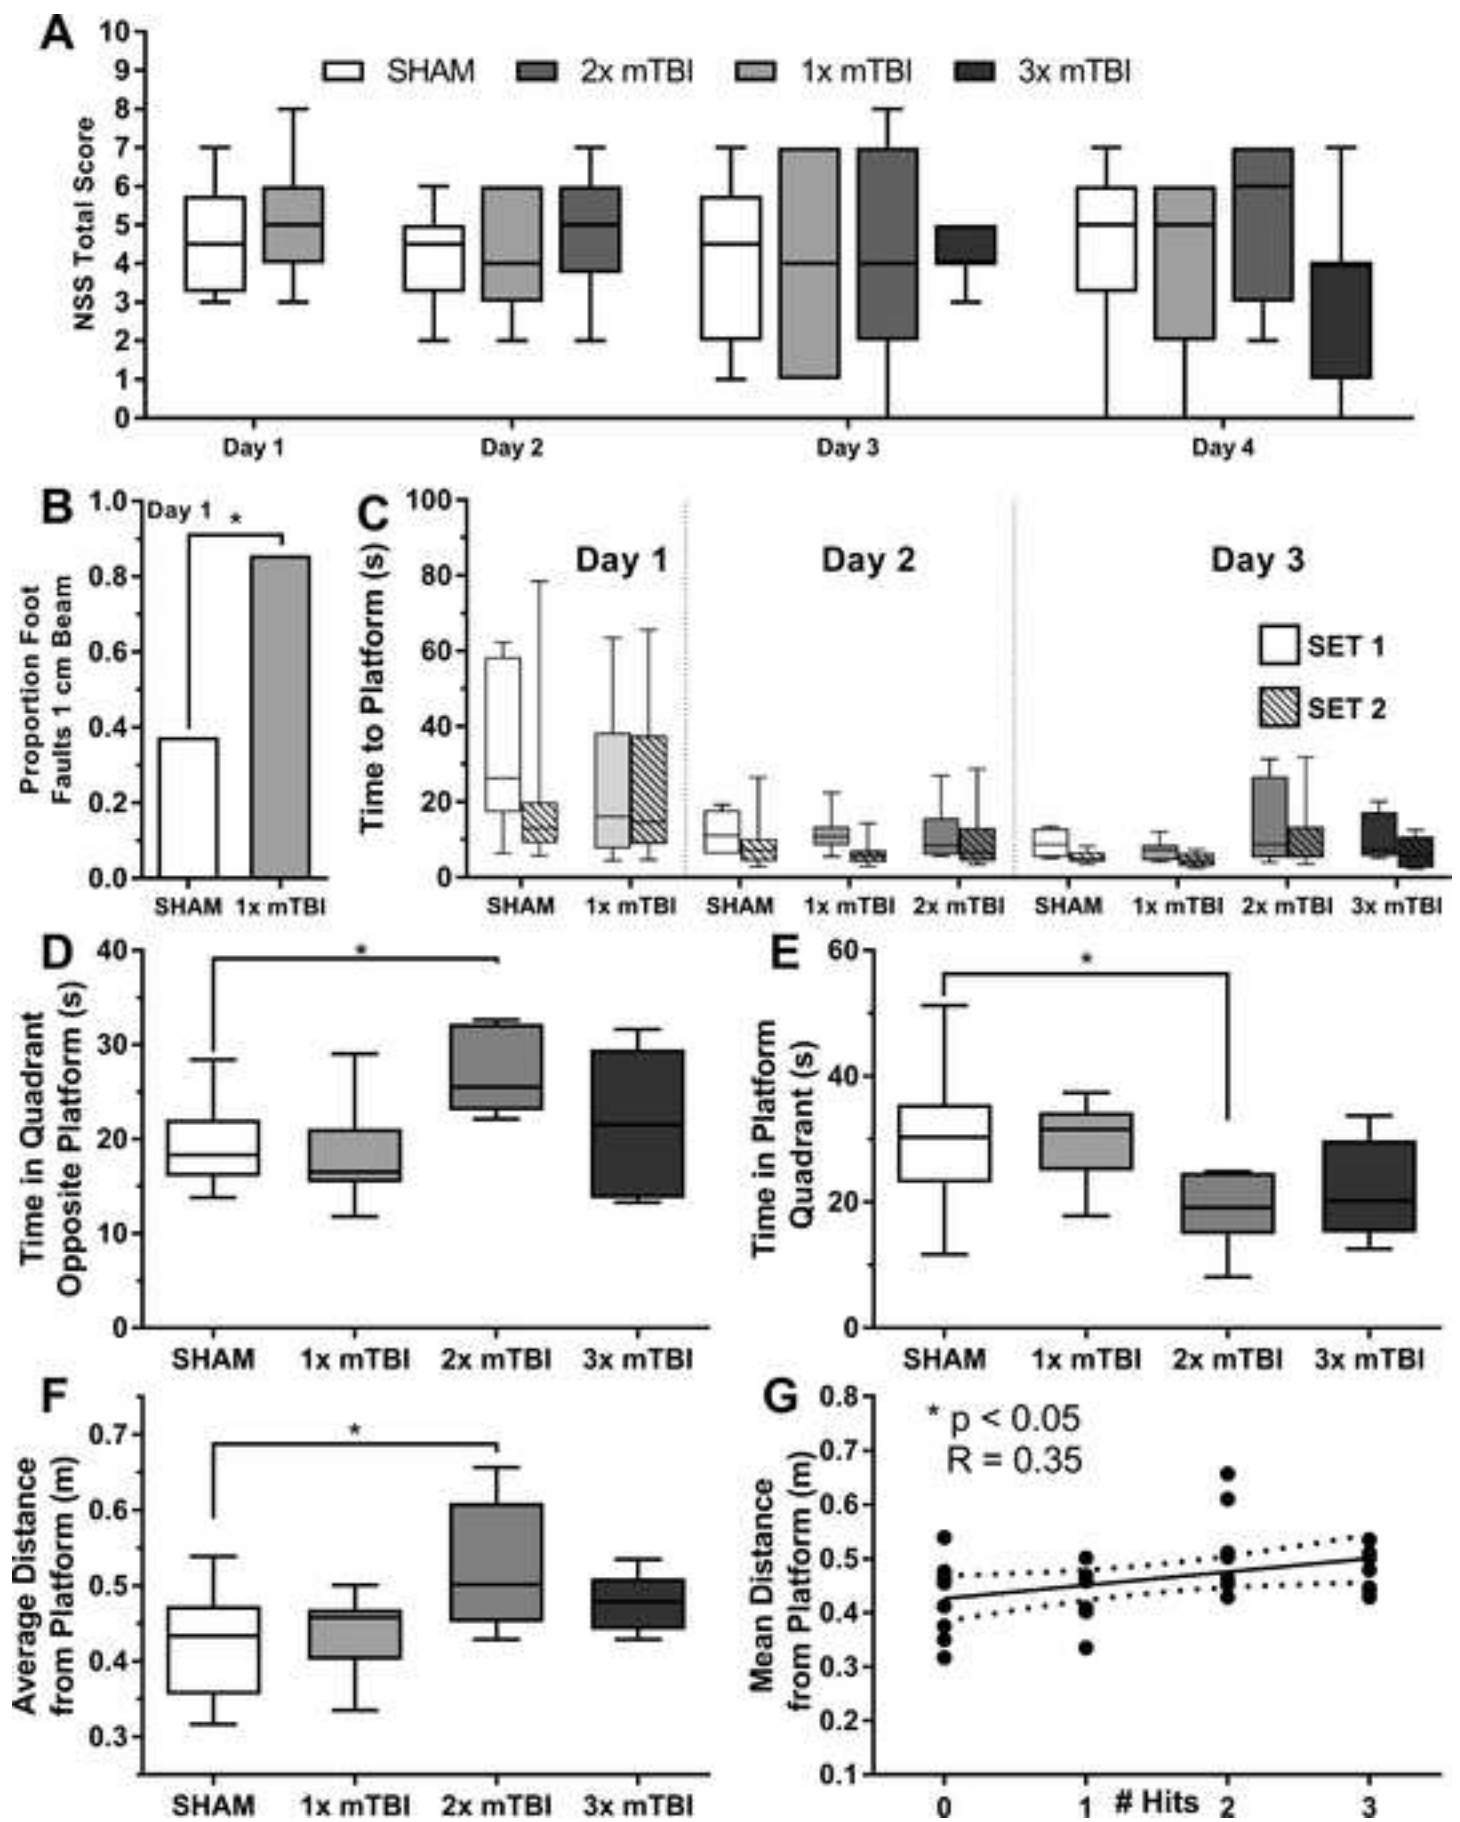 A
SHAM 2x mTBI 1x mTBI 3x mTBI
NSS Total Score
10
9
8
7
6
5
4
3
2
1
0
Day 1 Day 2 Day 3 Day 4
B
Proportion Foot
Faults 1 cm Beam
Day 1
*
1.0
0.8
0.6
0.4
0.2
0.0
SHAM 1x mTBI
C
Time to Platform (s)
100
80
60
40
20
0
Day 1 Day 2 Day 3
SET 1
SET 2
SHAM 1x mTBI SHAM 1x mTBI 2x mTBI SHAM 1x mTBI 2x mTBI 3x mTBI
D
Time in Quadrant
Opposite Platform (s)
*
40
30
20
10
0
SHAM 1x mTBI 2x mTBI 3x mTBI
E
Time in Platform
Quadrant (s)
*
60
40
20
0
SHAM 1x mTBI 2x mTBI 3x mTBI
F
Average Distance
from Platform (m)
*
0.7
0.6
0.5
0.4
0.3
SHAM 1x mTBI 2x mTBI 3x mTBI
G
Mean Distance
from Platform (m)
* p < 0.05
R = 0.35
0.8
0.7
0.6
0.5
0.4
0.3
0.2
0.1
0 1 # Hits 2 3